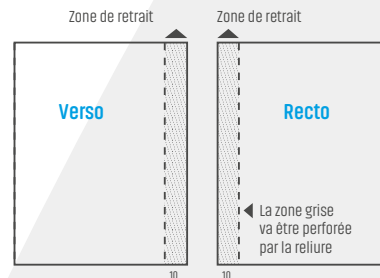 Zone de retrait
Zone de retrait
Verso
Recto
La zone grise
va être perforée
par la reliure
10
10